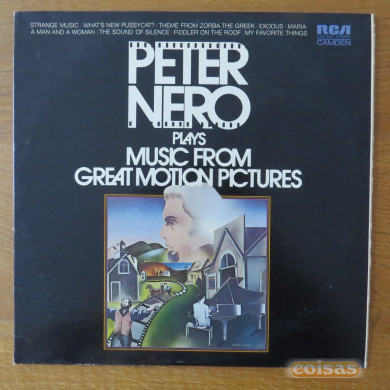 STRANGE MUSIC · WHAT'S NEW PUSSYCAT? · THEME FROM ZORBA THE GREEK · EXODUS · MARIA
A MAN AND A WOMAN · THE SOUND OF SILENCE · FIDDLER ON THE ROOF · MY FAVORITE THINGS
RCA
CAMDEN
PETER
NERO
PLAYS
MUSIC FROM
GREAT MOTION PICTURES
coisas